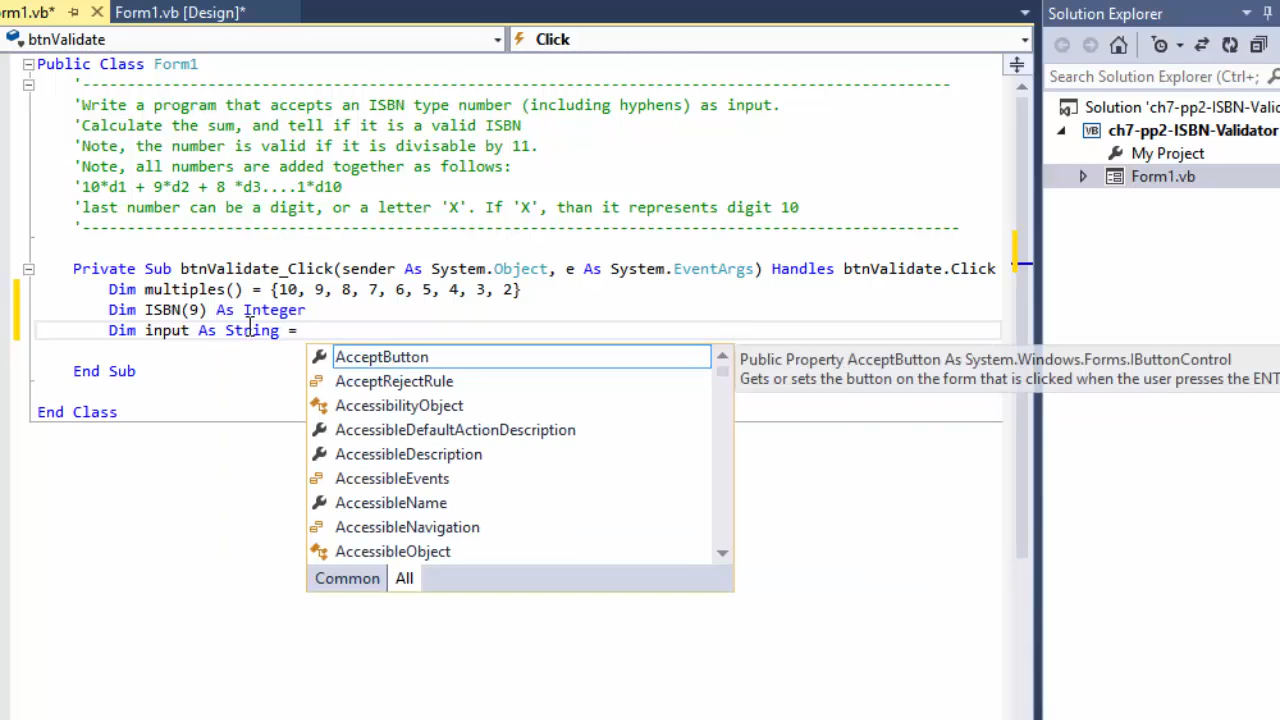 rm1.vb*
Form1.vb [Design]*
Solution Explorer
btnValidate
Click
Search Solution Explorer (Ctrl+;
Public Class Form1
'-------------------------------------------------------------------------------------------------
'Write a program that accepts an ISBN type number (including hyphens) as input.
'Calculate the sum, and tell if it is a valid ISBN
'Note, the number is valid if it is divisable by 11.
'Note, all numbers are added together as follows:
'10*d1 + 9*d2 + 8 *d3....1*d10
'last number can be a digit, or a letter 'X'. If 'X', than it represents digit 10
'--------------------------------------------------------------------------------------------------
Private Sub btnValidate_Click(sender As System.Object, e As System.EventArgs) Handles btnValidate.Click
Dim multiples() = {10, 9, 8, 7, 6, 5, 4, 3, 2}
Dim ISBN(9) As Integer
Dim input As String =
End Sub
End Class
AcceptButton
AcceptRejectRule
AccessibilityObject
AccessibleDefaultActionDescription
AccessibleDescription
AccessibleEvents
AccessibleName
AccessibleNavigation
AccessibleObject
Common
All
Public Property AcceptButton As System.Windows.Forms.IButtonControl
Gets or sets the button on the form that is clicked when the user presses the ENT
Solution 'ch7-pp2-ISBN-Valid
VB ch7-pp2-ISBN-Validator
My Project
Form1.vb